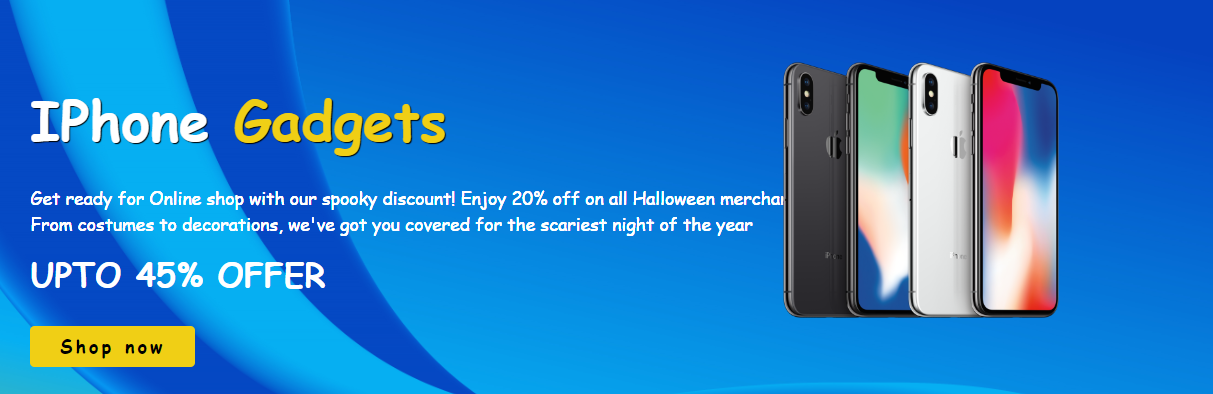 IPhone Gadgets
Get ready for Online shop with our spooky discount! Enjoy 20% off on all Halloween
From costumes to decorations, we've got you covered for the scariest night of the year
UPTO 45% OFFER
Shop now